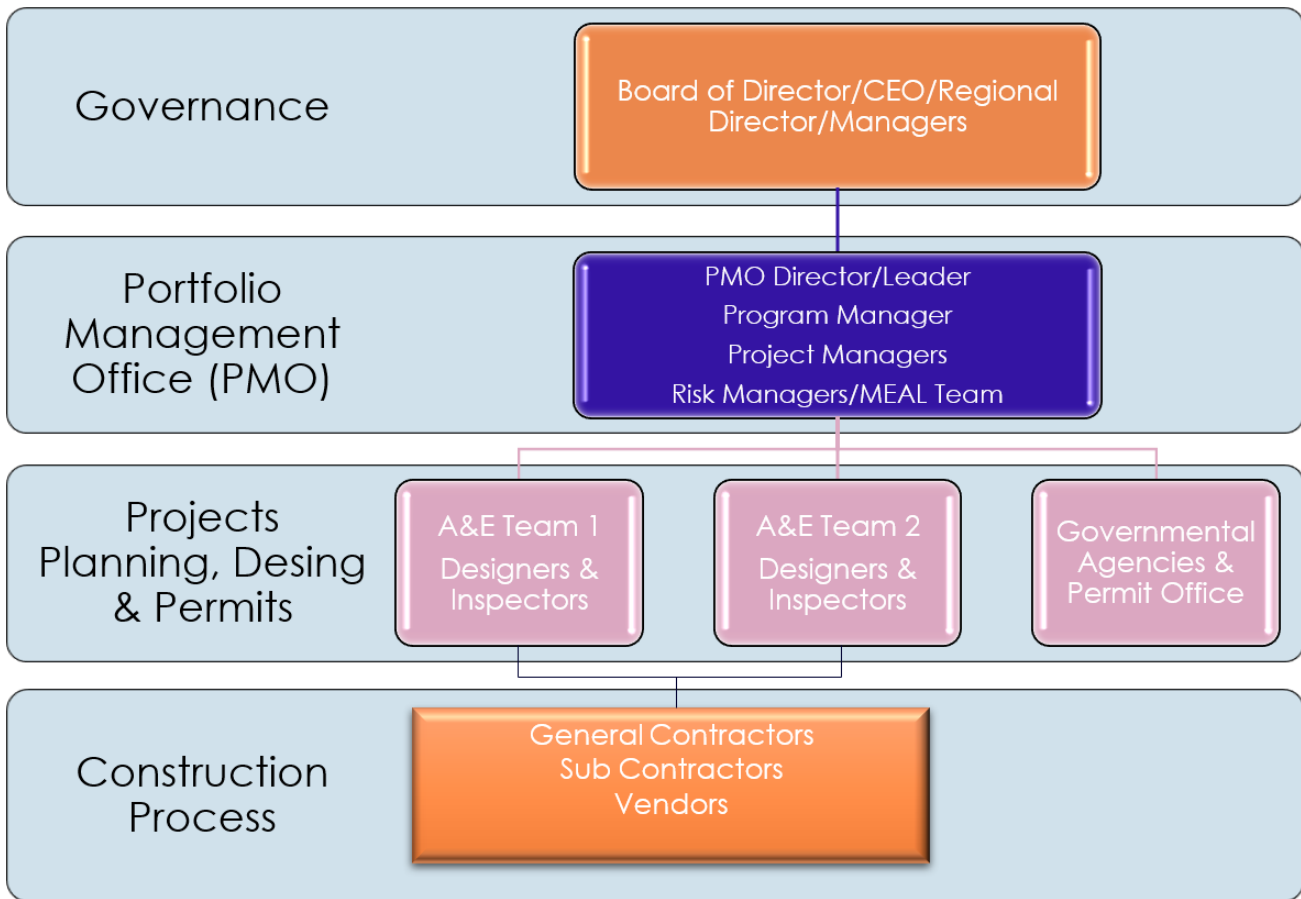 Governance
Board of Director/CEO/Regional
Director/Managers
Portfolio
Management
Office (PMO)
PMO Director/Leader
Program Manager
Project Managers
Risk Managers/MEAL Team
Projects
Planning, Desing
& Permits
A&E Team 1
Designers &
Inspectors
A&E Team 2
Designers &
Inspectors
Governmental
Agencies &
Permit Office
Construction
Process
General Contractors
Sub Contractors
Vendors